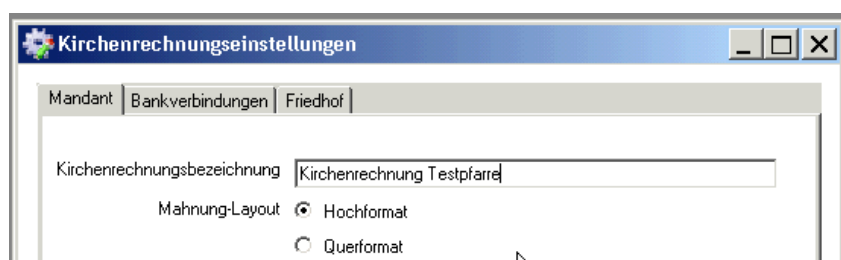 Kirchenrechnungseinstellungen
Mandant Bankverbindungen Friedhof
Kirchenrechnungsbezeichnung Kirchenrechnung Testpfarre
Mahnung-Layout Hochformat
Querformat